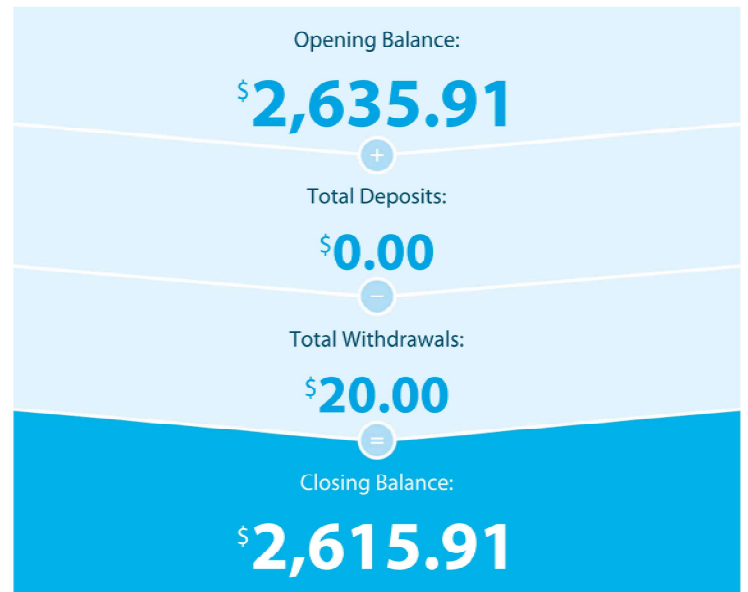 Opening Balance:
$2,635.91
+
Total Deposits:
$0.00
−
Total Withdrawals:
$20.00
=
Closing Balance:
$2,615.91